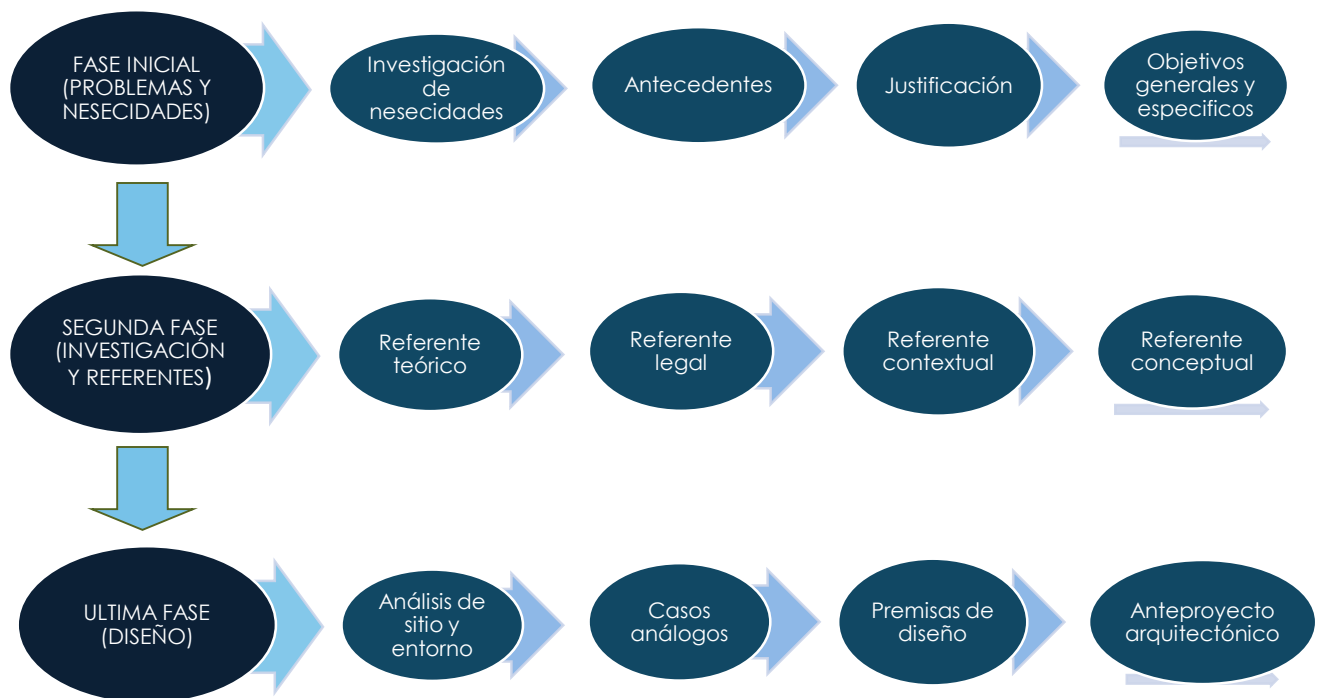 FASE INICIAL
(PROBLEMAS Y
NESECIDADES)
Investigación
de
nesecidades
Antecedentes
Justificación
Objetivos
generales y
especificos
SEGUNDA FASE
(INVESTIGACIÓN
Y REFERENTES)
Referente
teórico
Referente
legal
Referente
contextual
Referente
conceptual
ULTIMA FASE
(DISEÑO)
Análisis de
sitio y
entorno
Casos
análogos
Premisas de
diseño
Anteproyecto
arquitectónico